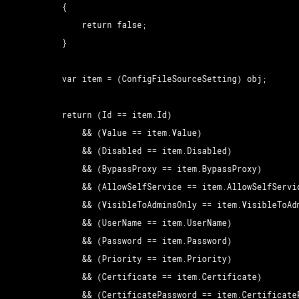 {
return false;
}
var item = (ConfigFileSourceSetting) obj;
return (Id == item.Id)
&& (Value == item.Value)
&& (Disabled == item.Disabled)
&& (BypassProxy == item.BypassProxy)
&& (AllowSelfService == item.AllowSelfServic
&& (VisibleToAdminsOnly == item.VisibleToAdm
&& (UserName == item.UserName)
&& (Password == item.Password)
&& (Priority == item.Priority)
&& (Certificate == item.Certificate)
&& (CertificatePassword == item.Certificate